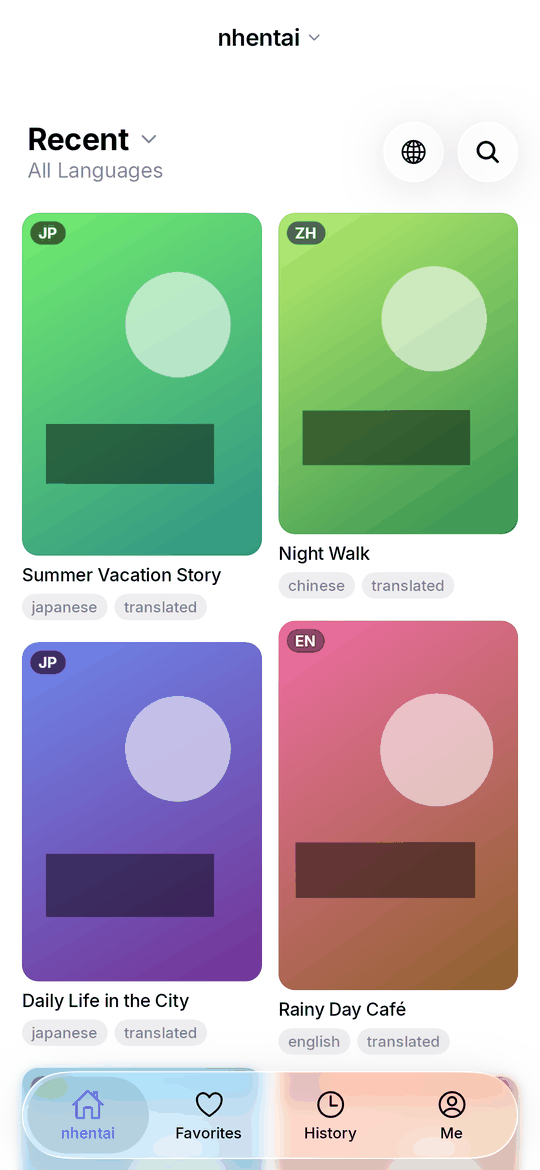 nhentai
Recent
All Languages
JP
Summer Vacation Story
japanese translated
ZH
Night Walk
chinese translated
JP
Daily Life in the City
japanese translated
EN
Rainy Day Café
english translated
nhentai Favorites History Me